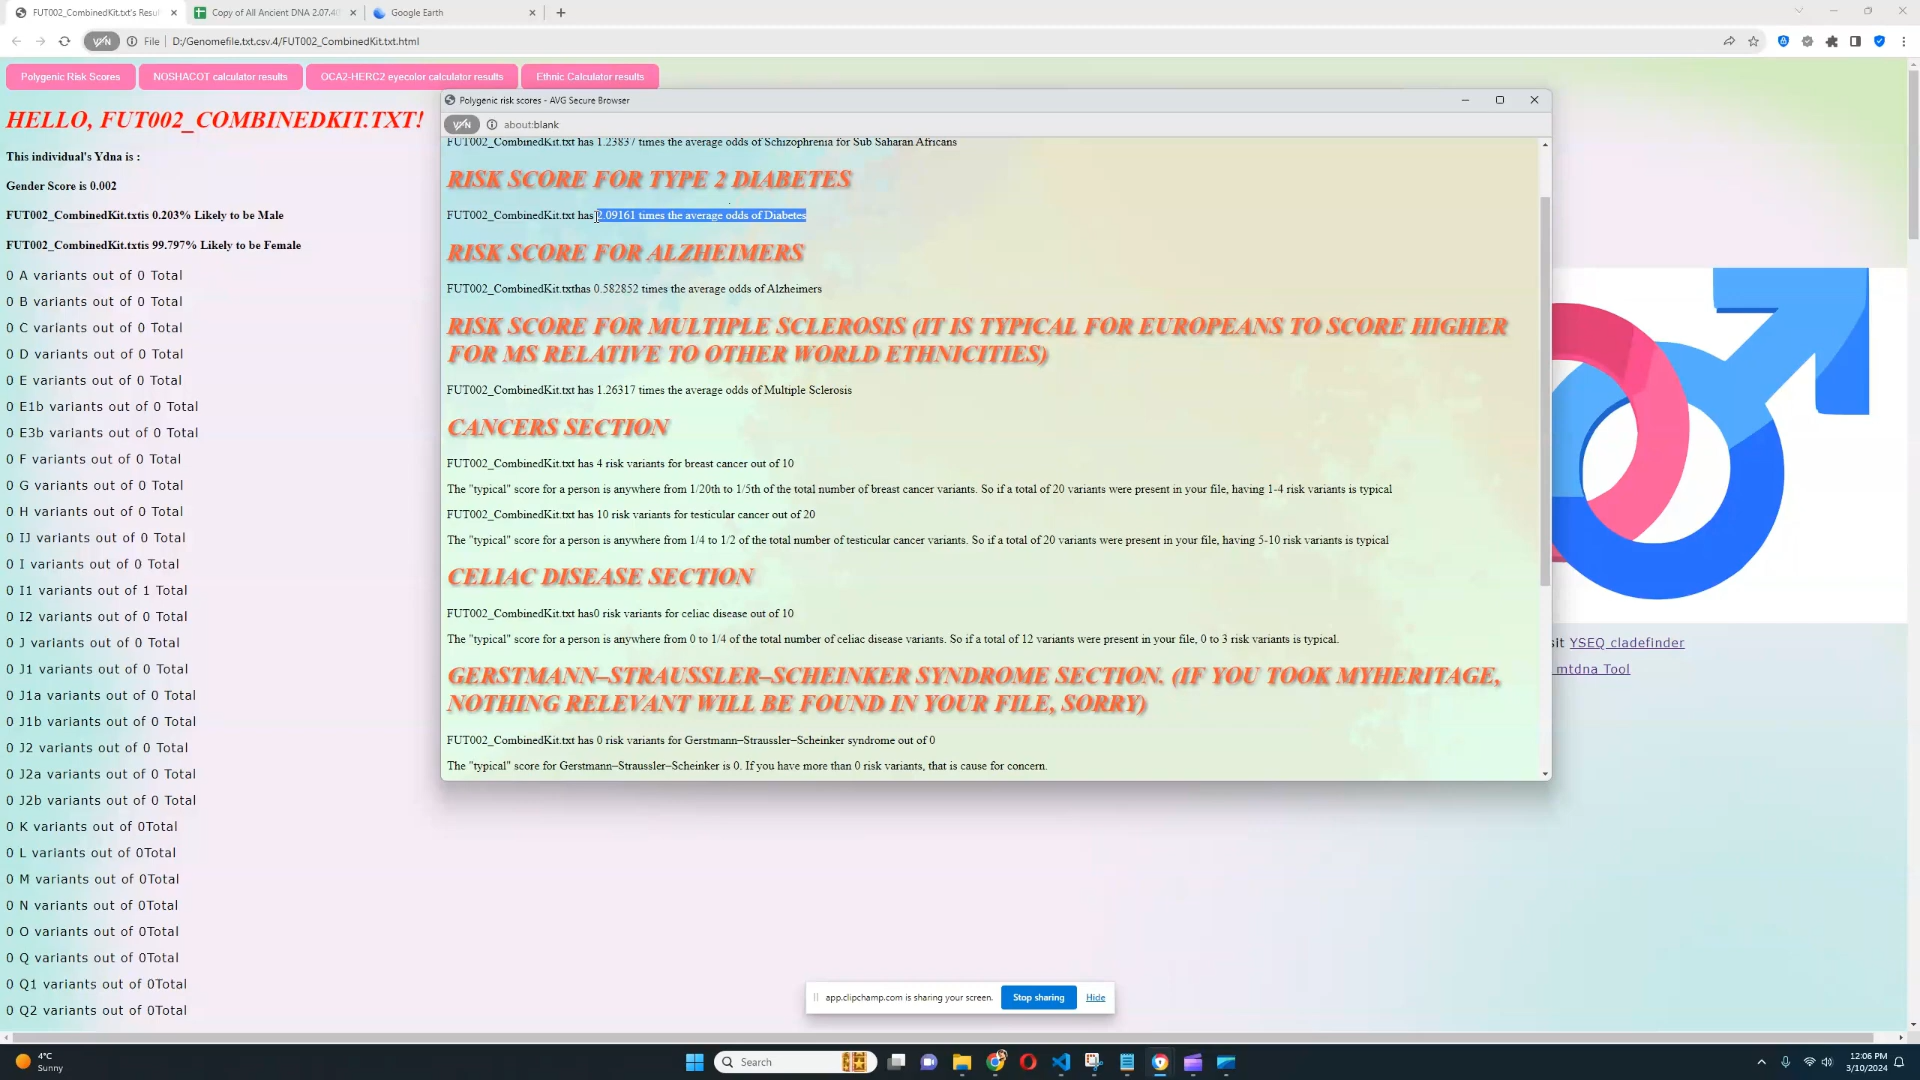 FUT002_CombinedKit.txt's Resu
Copy of All Ancient DNA 2.07.4
Google Earth
File
D:/Genomefile.txt.csv.4/FUT002_CombinedKit.txt.html
Polygenic Risk Scores
NOSHACOT calculator results
OCA2-HERC2 eyecolor calculator results
Ethnic Calculator results
HELLO, FUT002_COMBINEDKIT.TXT!
This individual's Ydna is :
Gender Score is 0.002
FUT002_CombinedKit.txtis 0.203% Likely to be Male
FUT002_CombinedKit.txtis 99.797% Likely to be Female
0 A variants out of 0 Total
0 B variants out of 0 Total
0 C variants out of 0 Total
0 D variants out of 0 Total
0 E variants out of 0 Total
0 E1b variants out of 0 Total
0 E3b variants out of 0 Total
0 F variants out of 0 Total
0 G variants out of 0 Total
0 H variants out of 0 Total
0 IJ variants out of 0 Total
0 I variants out of 0 Total
0 I1 variants out of 1 Total
0 I2 variants out of 0 Total
0 J variants out of 0 Total
0 J1 variants out of 0 Total
0 J1a variants out of 0 Total
0 J1b variants out of 0 Total
0 J2 variants out of 0 Total
0 J2a variants out of 0 Total
0 J2b variants out of 0 Total
0 K variants out of 0Total
0 L variants out of 0Total
0 M variants out of 0Total
0 N variants out of 0Total
0 O variants out of 0Total
0 Q variants out of 0Total
0 Q1 variants out of 0Total
0 Q2 variants out of 0Total
Polygenic risk scores - AVG Secure Browser
about:blank
FUT002_CombinedKit.txt has 1.23837 times the average odds of Schizophrenia for Sub Saharan Africans
RISK SCORE FOR TYPE 2 DIABETES
FUT002_CombinedKit.txt has 2.09161 times the average odds of Diabetes
RISK SCORE FOR ALZHEIMERS
FUT002_CombinedKit.txthas 0.582852 times the average odds of Alzheimers
RISK SCORE FOR MULTIPLE SCLEROSIS (IT IS TYPICAL FOR EUROPEANS TO SCORE HIGHER
FOR MS RELATIVE TO OTHER WORLD ETHNICITIES)
FUT002_CombinedKit.txt has 1.26317 times the average odds of Multiple Sclerosis
CANCERS SECTION
FUT002_CombinedKit.txt has 4 risk variants for breast cancer out of 10
The "typical" score for a person is anywhere from 1/20th to 1/5th of the total number of breast cancer variants. So if a total of 20 variants were present in your file, having 1-4 risk variants is typical
FUT002_CombinedKit.txt has 10 risk variants for testicular cancer out of 20
The "typical" score for a person is anywhere from 1/4 to 1/2 of the total number of testicular cancer variants. So if a total of 20 variants were present in your file, having 5-10 risk variants is typical
CELIAC DISEASE SECTION
FUT002_CombinedKit.txt has0 risk variants for celiac disease out of 10
The "typical" score for a person is anywhere from 0 to 1/4 of the total number of celiac disease variants. So if a total of 12 variants were present in your file, 0 to 3 risk variants is typical.
GERSTMANN–STRAUSSLER–SCHEINKER SYNDROME SECTION. (IF YOU TOOK MYHERITAGE,
NOTHING RELEVANT WILL BE FOUND IN YOUR FILE, SORRY)
FUT002_CombinedKit.txt has 0 risk variants for Gerstmann–Straussler–Scheinker syndrome out of 0
The "typical" score for Gerstmann–Straussler–Scheinker is 0. If you have more than 0 risk variants, that is cause for concern.
sit YSEQ cladefinder
mtdna Tool
app.clipchamp.com is sharing your screen.
Stop sharing
Hide
4°C
Sunny
Search
12:06 PM
3/10/2024